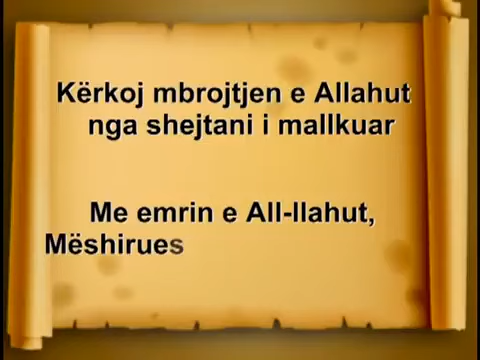 Kërkoj mbrojtjen e Allahut
nga shejtani i mallkuar
Me emrin e All-llahut,
Mëshirues